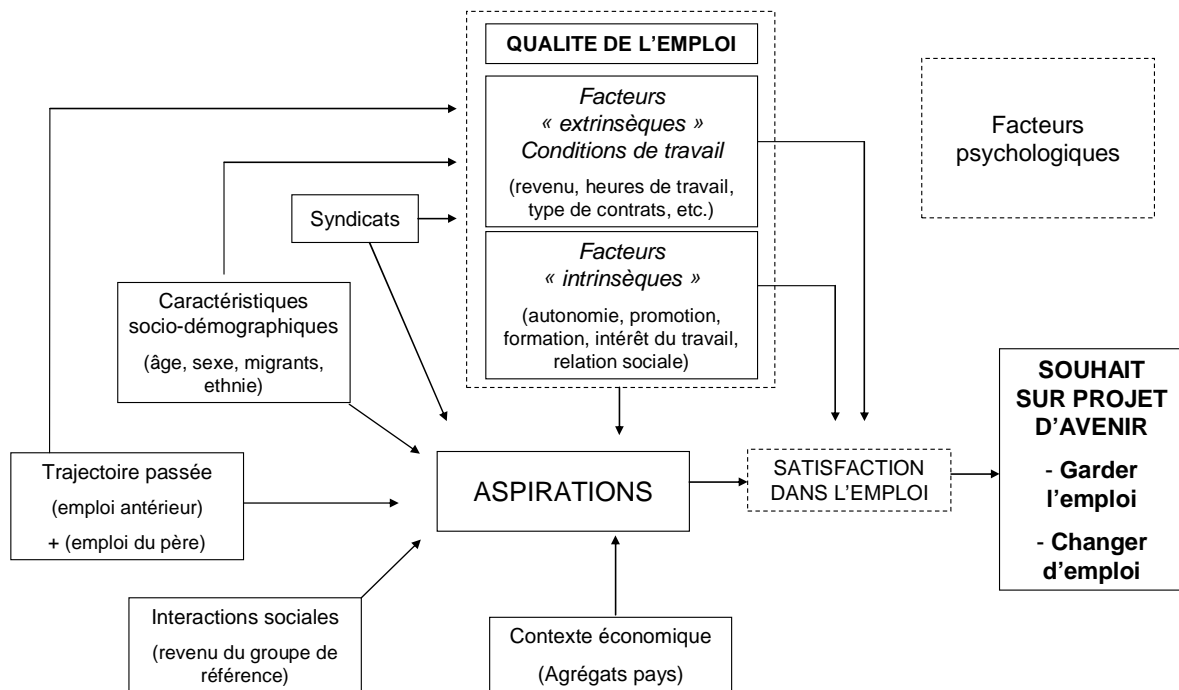 QUALITE DE L'EMPLOI
Facteurs
« extrinsèques »
Conditions de travail
(revenu, heures de travail,
type de contrats, etc.)
Facteurs
psychologiques
Syndicats
Facteurs
« intrinsèques »
(autonomie, promotion,
formation, intérêt du travail,
relation sociale)
Caractéristiques
socio-démographiques
(âge, sexe, migrants,
ethnie)
SOUHAIT
SUR PROJET
D'AVENIR
- Garder
l'emploi
- Changer
d'emploi
Trajectoire passée
(emploi antérieur)
+ (emploi du père)
ASPIRATIONS
SATISFACTION
DANS L'EMPLOI
Interactions sociales
(revenu du groupe de
référence)
Contexte économique
(Agrégats pays)